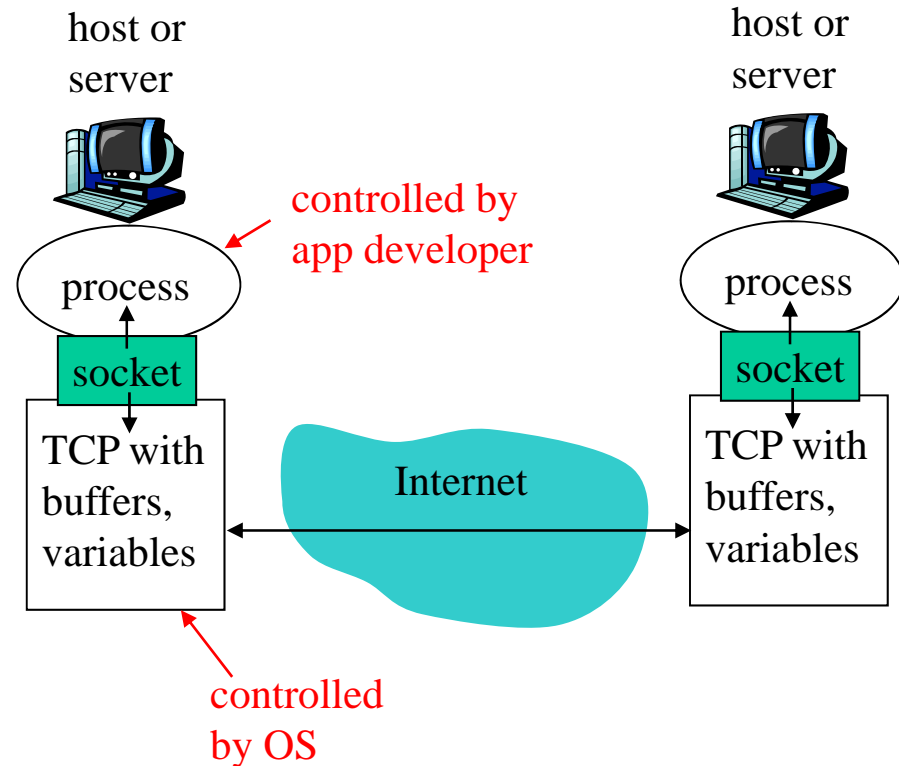 host or
server
host or
server
controlled by
app developer
process
process
socket
socket
TCP with
buffers,
variables
Internet
TCP with
buffers,
variables
controlled
by OS